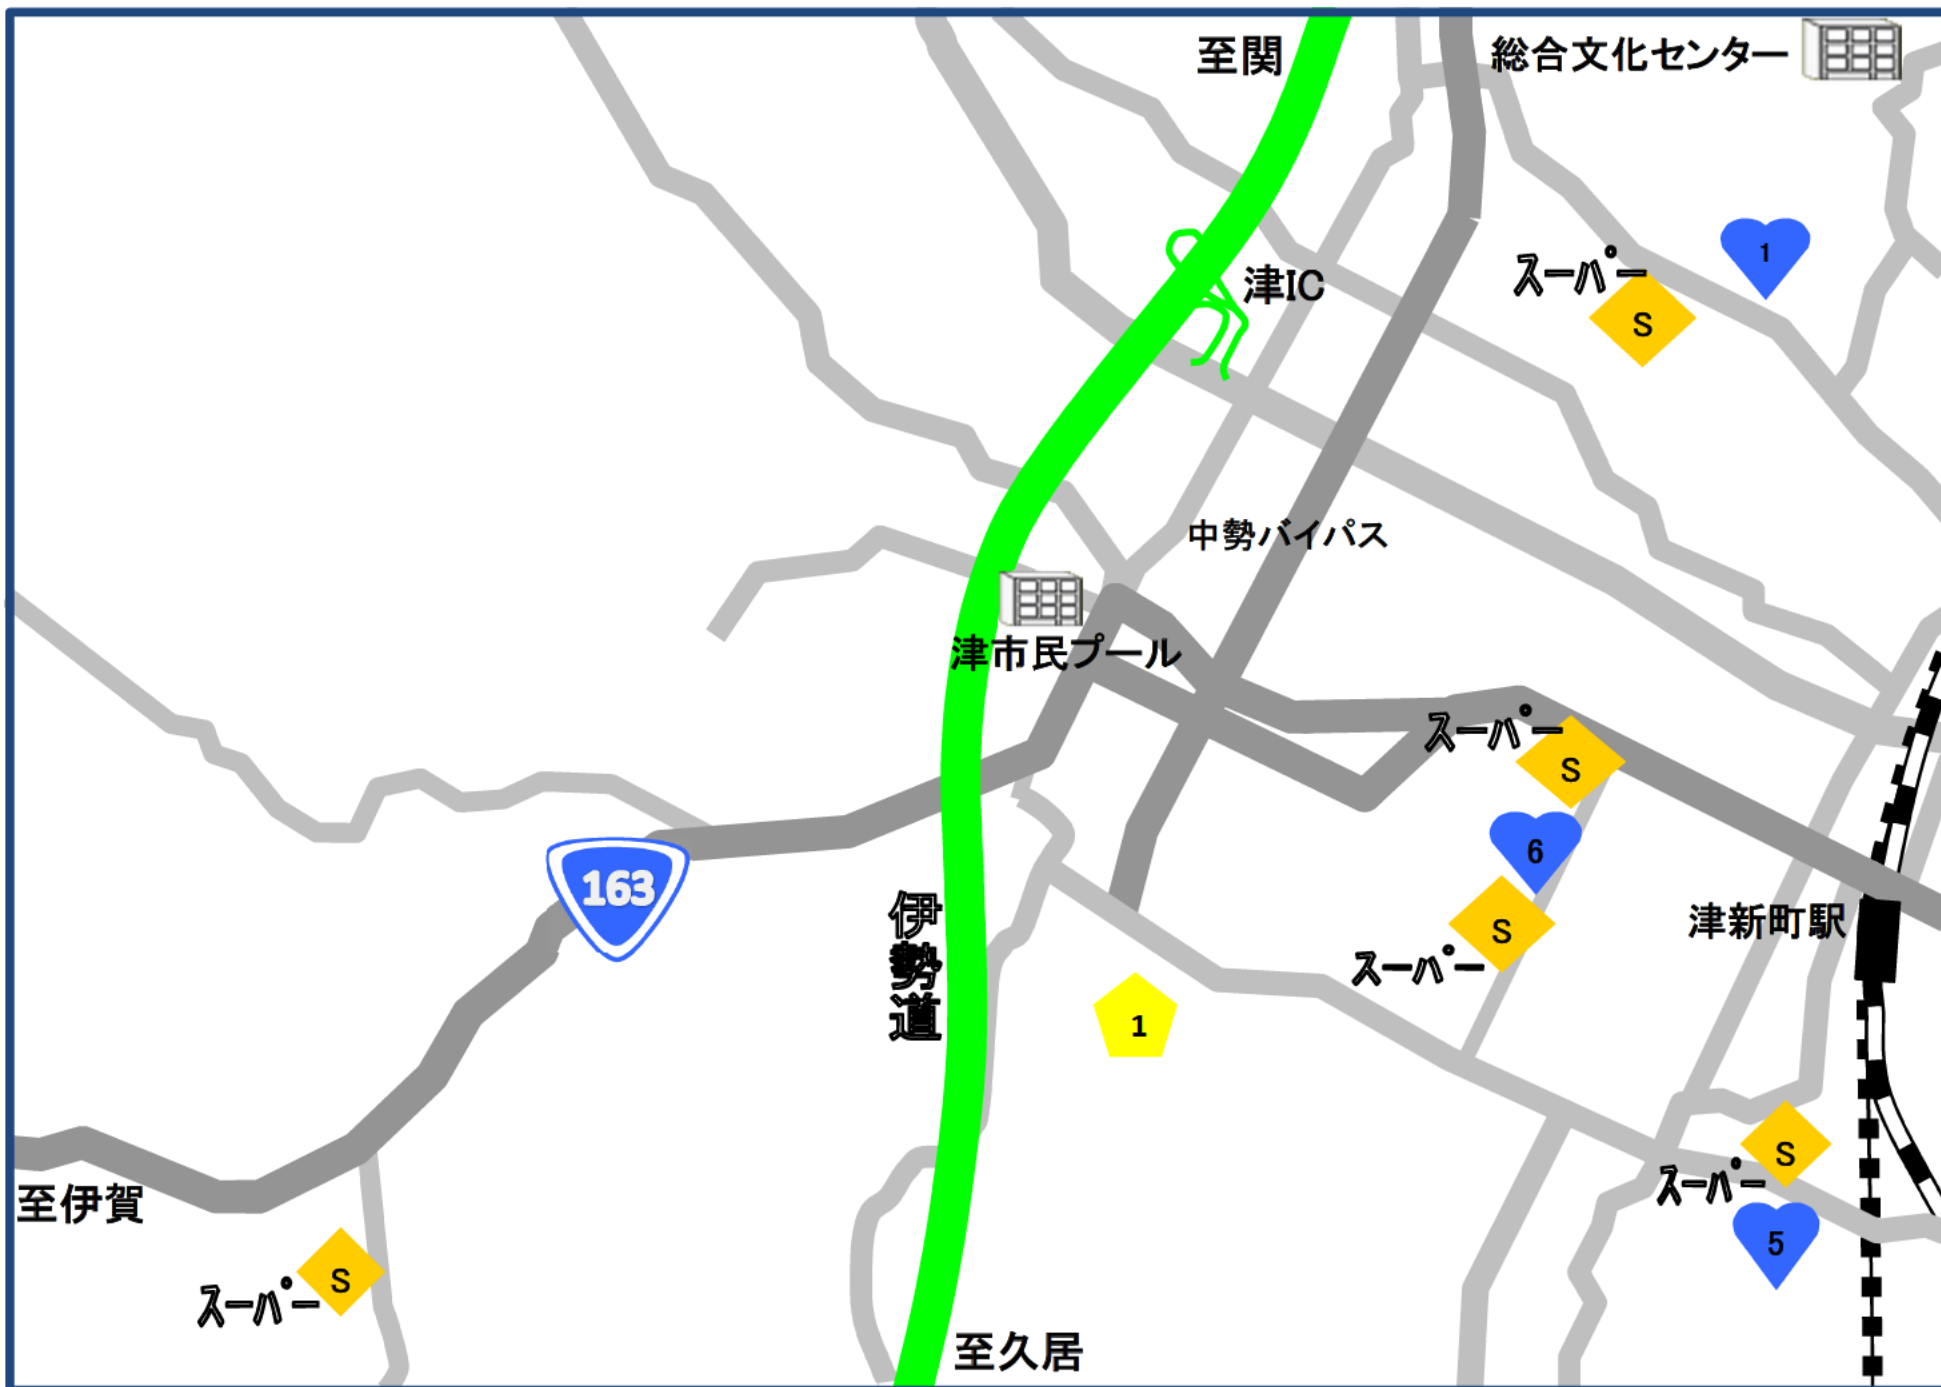 至関
総合文化センター
1
スーパー
S
津IC
中勢バイパス
津市民プール
スーパー
S
6
163
伊勢道
津新町駅
S
スーパー
1
S
スーパー
至伊賀
5
S
スーパー
至久居